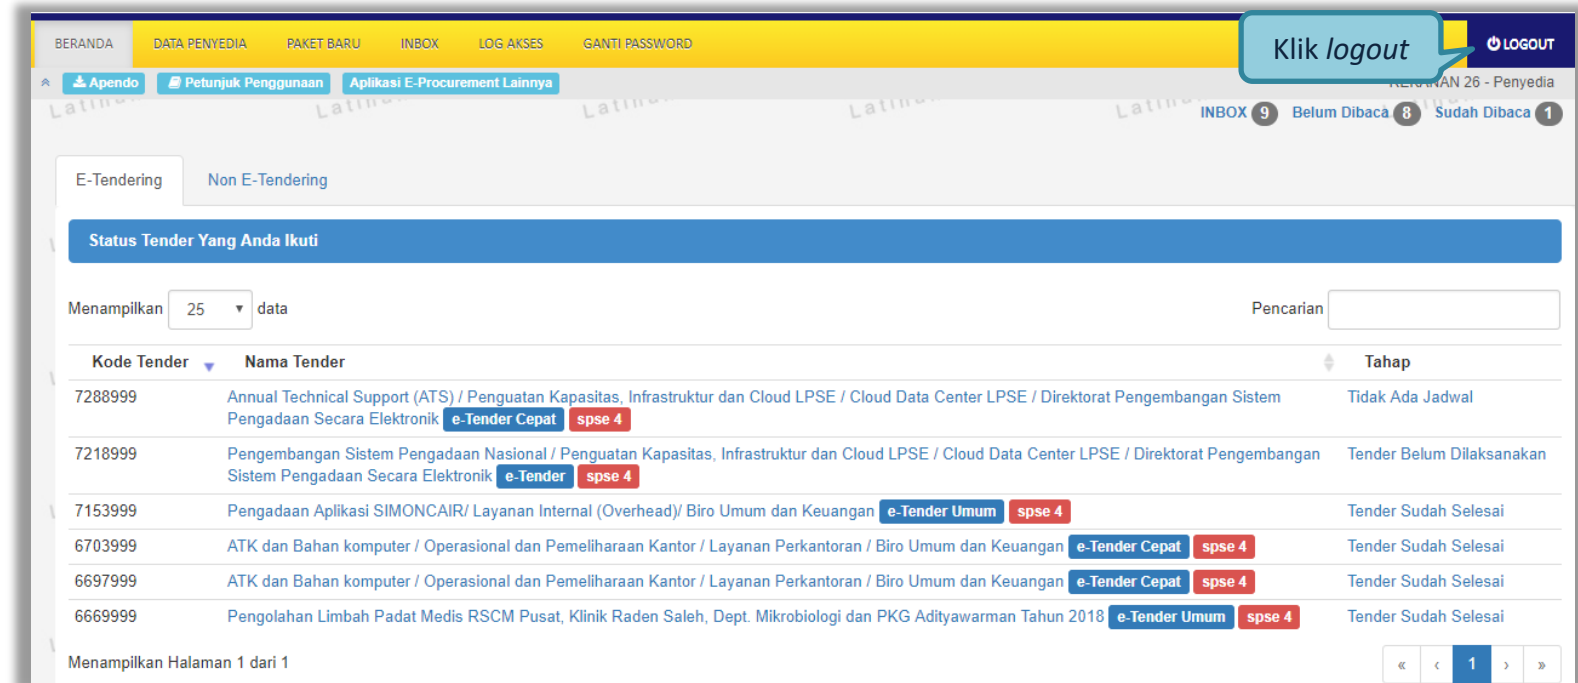 BERANDA DATA PENYEDIA PAKET BARU INBOX LOG AKSES GANTI PASSWORD Klik logout LOGOUT
Apendo Petunjuk Penggunaan Aplikasi E-Procurement Lainnya 26 - Penyedia
INBOX 9 Belum Dibaca 8 Sudah Dibaca 1
E-Tendering Non E-Tendering
Status Tender Yang Anda Ikuti
Menampilkan 25 data Pencarian
Kode Tender Nama Tender Tahap
7288999 Annual Technical Support (ATS) / Penguatan Kapasitas, Infrastruktur dan Cloud LPSE / Cloud Data Center LPSE / Direktorat Pengembangan Sistem Tidak Ada Jadwal
Pengadaan Secara Elektronik e-Tender Cepat spse 4
7218999 Pengembangan Sistem Pengadaan Nasional / Penguatan Kapasitas, Infrastruktur dan Cloud LPSE / Cloud Data Center LPSE / Direktorat Pengembangan Tender Belum Dilaksanakan
Sistem Pengadaan Secara Elektronik e-Tender spse 4
7153999 Pengadaan Aplikasi SIMONCAIR/ Layanan Internal (Overhead)/ Biro Umum dan Keuangan e-Tender Umum spse 4 Tender Sudah Selesai
6703999 ATK dan Bahan komputer / Operasional dan Pemeliharaan Kantor / Layanan Perkantoran / Biro Umum dan Keuangan e-Tender Cepat spse 4 Tender Sudah Selesai
6697999 ATK dan Bahan komputer / Operasional dan Pemeliharaan Kantor / Layanan Perkantoran / Biro Umum dan Keuangan e-Tender Cepat spse 4 Tender Sudah Selesai
6669999 Pengolahan Limbah Padat Medis RSCM Pusat, Klinik Raden Saleh, Dept. Mikrobiologi dan PKG Adityawarman Tahun 2018 e-Tender Umum spse 4 Tender Sudah Selesai
Menampilkan Halaman 1 dari 1 « ‹ 1 › »